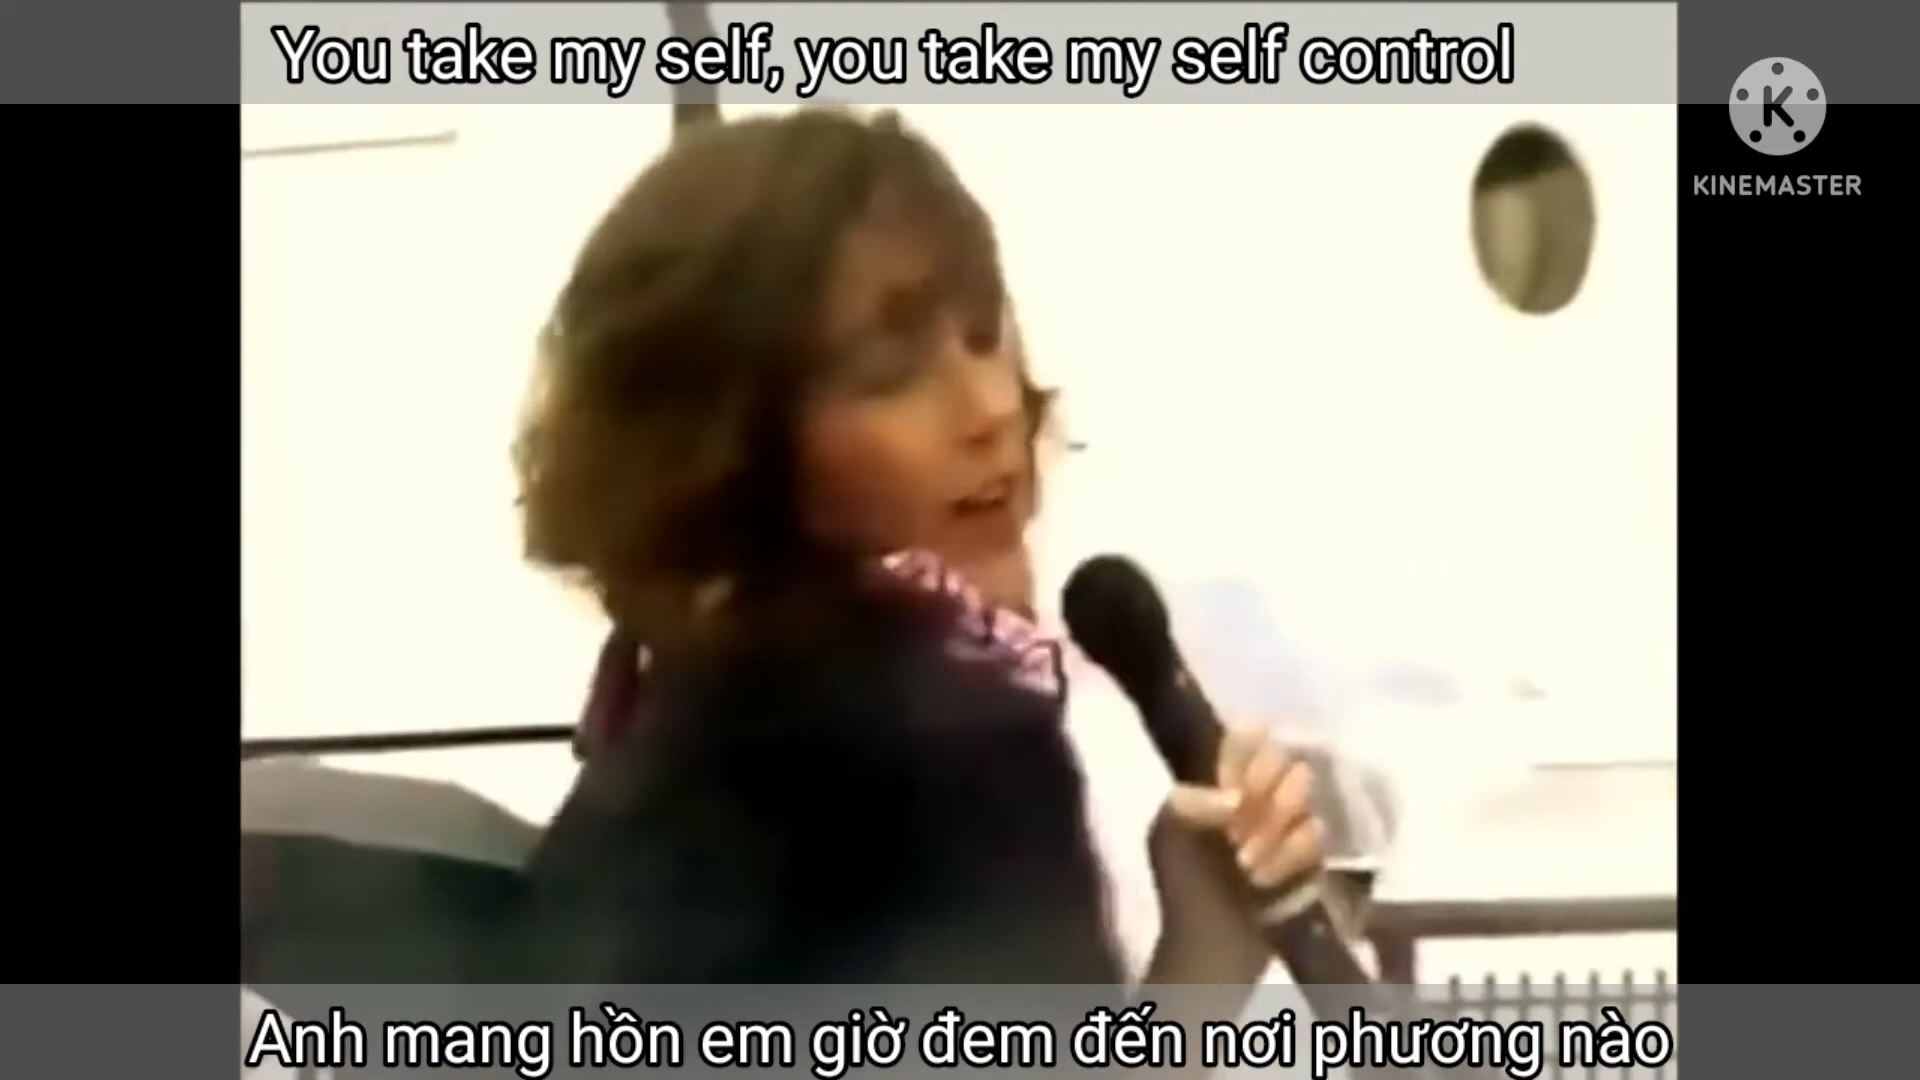 You take my self, you take my self control
K
KINEMASTER
Anh mang hồn em giờ đem đến nơi phương nào